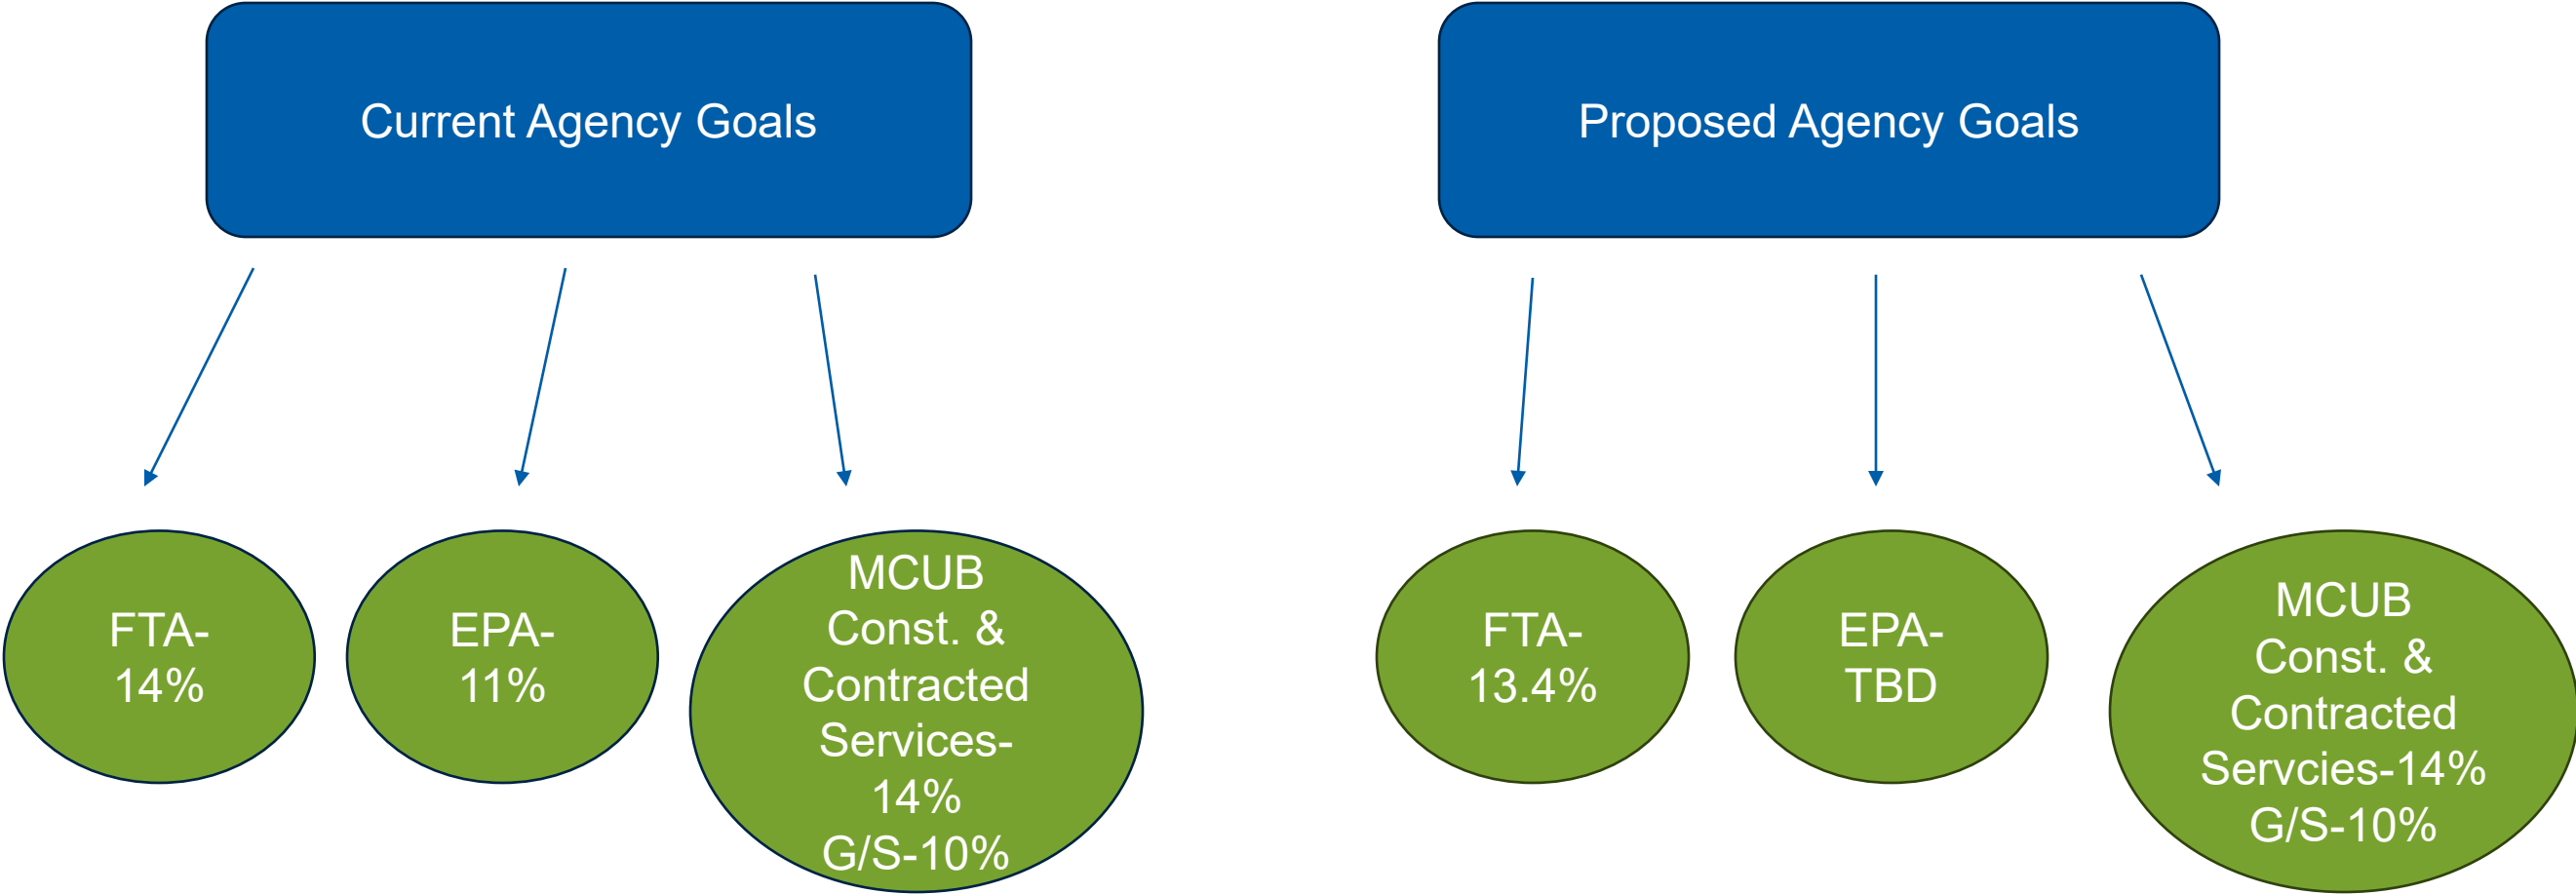 Current Agency Goals
FTA-
14%
EPA-
11%
MCUB
Const. &
Contracted
Services-
14%
G/S-10%
Proposed Agency Goals
FTA-
13.4%
EPA-
TBD
MCUB
Const. &
Contracted
Servcies-14%
G/S-10%